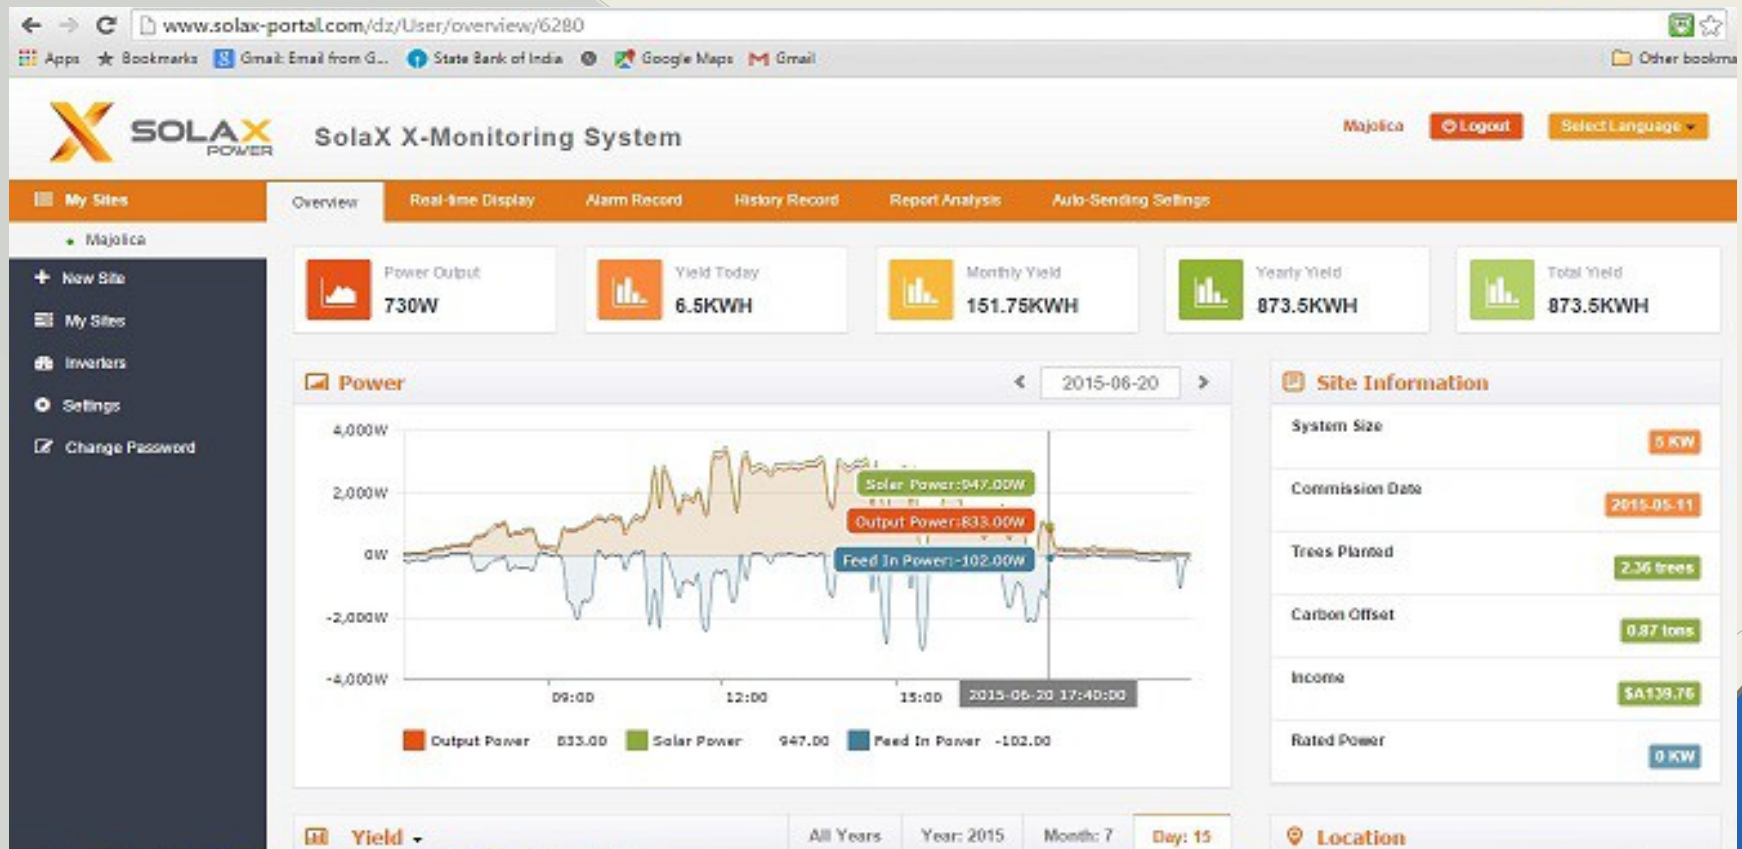 www.solax-portal.com/dz/User/overview/6280
Apps Bookmarks Gmail: Email from G... State Bank of India Google Maps Gmail Other bookma
SOLAX POWER
SolaX X-Monitoring System
Majolica Logout Select Language
My Sites
Overview Real-time Display Alarm Record History Record Report Analysis Auto-Sending Settings
Majolica
New Site
My Sites
Inverters
Settings
Change Password
Power Output
730W
Yield Today
6.5KWH
Monthly Yield
151.75KWH
Yearly Yield
873.5KWH
Total Yield
873.5KWH
Power
2015-06-20
4,000W
2,000W
0W
-2,000W
-4,000W
Solar Power:947.00W
Output Power:833.00W
Feed In Power:-102.00W
09:00 12:00 15:00 2015-06-20 17:40:00
Output Power 833.00 Solar Power 947.00 Feed In Power -102.00
Site Information
System Size
5 KW
Commission Date
2015-05-11
Trees Planted
2.36 trees
Carbon Offset
0.87 tons
Income
$A139.76
Rated Power
0 KW
Yield
All Years Year: 2015 Month: 7 Day: 15
Location